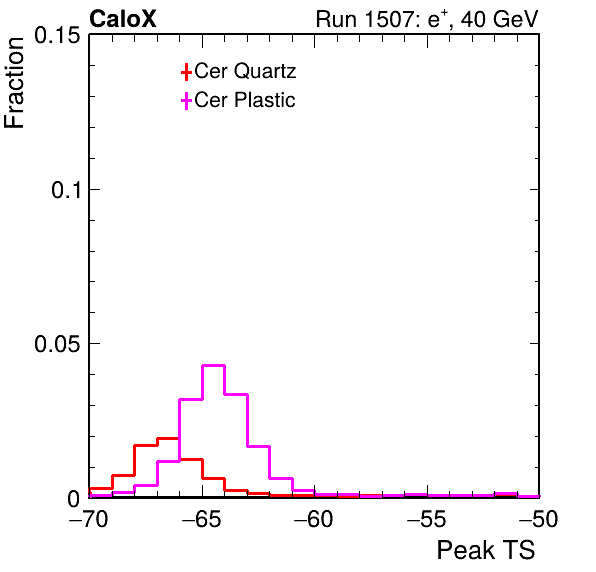 CaloX Run 1507: e⁺, 40 GeV
Fraction
0.15
Cer Quartz
Cer Plastic
0.1
0.05
0
−70 −65 −60 −55 −50
Peak TS